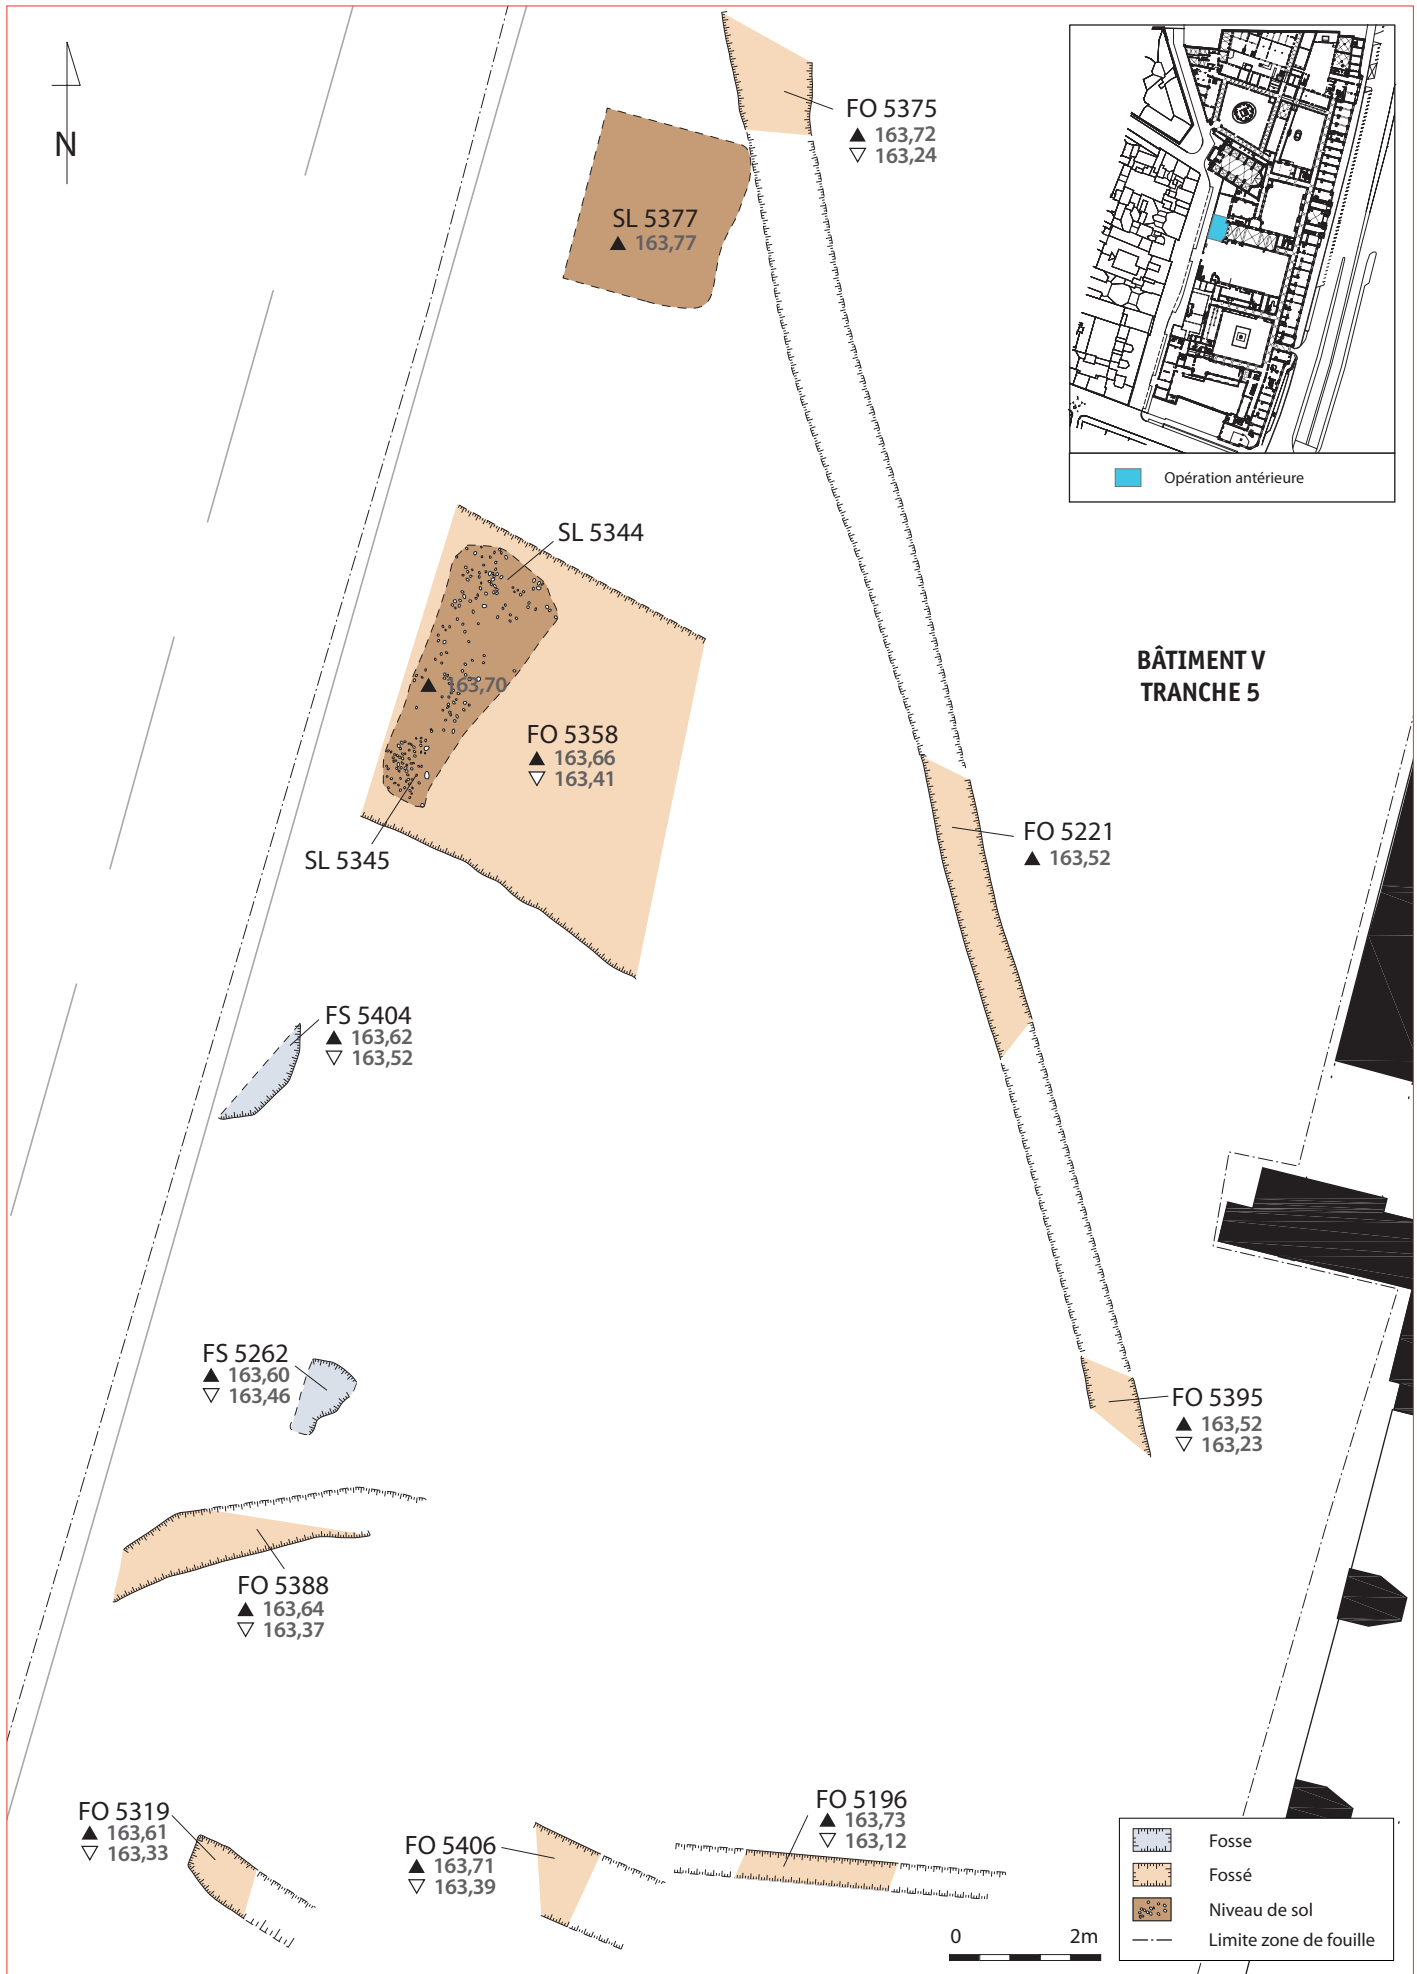 N
FO 5375
▲ 163,72
▽ 163,24
SL 5377
▲ 163,77
Opération antérieure
SL 5344
▲ 163,70
BÂTIMENT V
TRANCHE 5
FO 5358
▲ 163,66
▽ 163,41
FO 5221
▲ 163,52
SL 5345
FS 5404
▲ 163,62
▽ 163,52
FS 5262
▲ 163,60
▽ 163,46
FO 5395
▲ 163,52
▽ 163,23
FO 5388
▲ 163,64
▽ 163,37
FO 5319
▲ 163,61
▽ 163,33
FO 5406
▲ 163,71
▽ 163,39
FO 5196
▲ 163,73
▽ 163,12
0 2m
Fosse
Fossé
Niveau de sol
Limite zone de fouille